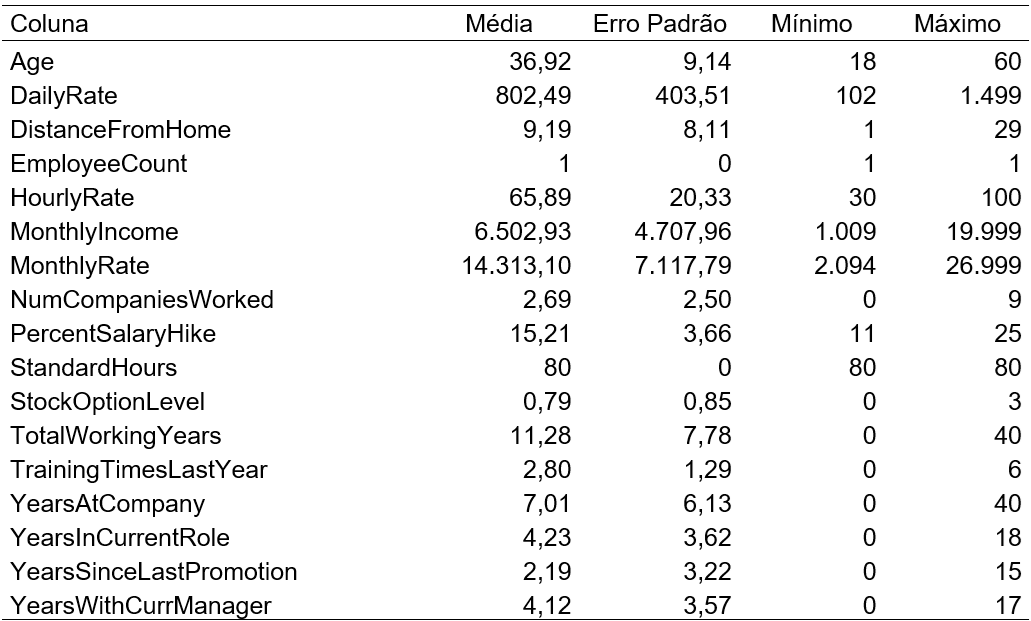 Coluna Média Erro Padrão Mínimo Máximo
Age 36,92 9,14 18 60
DailyRate 802,49 403,51 102 1.499
DistanceFromHome 9,19 8,11 1 29
EmployeeCount 1 0 1 1
HourlyRate 65,89 20,33 30 100
MonthlyIncome 6.502,93 4.707,96 1.009 19.999
MonthlyRate 14.313,10 7.117,79 2.094 26.999
NumCompaniesWorked 2,69 2,50 0 9
PercentSalaryHike 15,21 3,66 11 25
StandardHours 80 0 80 80
StockOptionLevel 0,79 0,85 0 3
TotalWorkingYears 11,28 7,78 0 40
TrainingTimesLastYear 2,80 1,29 0 6
YearsAtCompany 7,01 6,13 0 40
YearsInCurrentRole 4,23 3,62 0 18
YearsSinceLastPromotion 2,19 3,22 0 15
YearsWithCurrManager 4,12 3,57 0 17